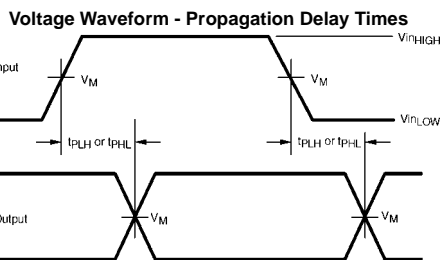 Voltage Waveform - Propagation Delay Times
VinHIGH
nput
VM
VM
VinLOW
tPLH or tPHL
tPLH or tPHL
Output
VM
VM